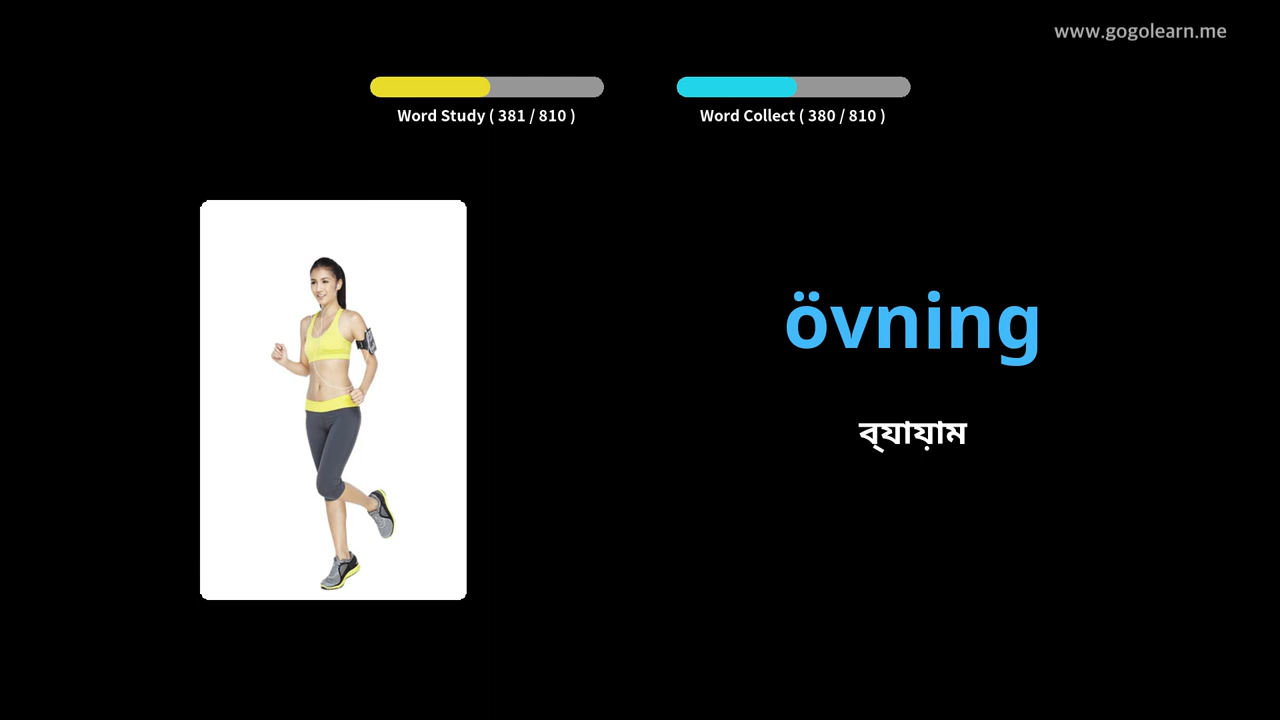 www.gogolearn.me
Word Study ( 381 / 810 )
Word Collect ( 380 / 810 )
övning
ব্যায়াম